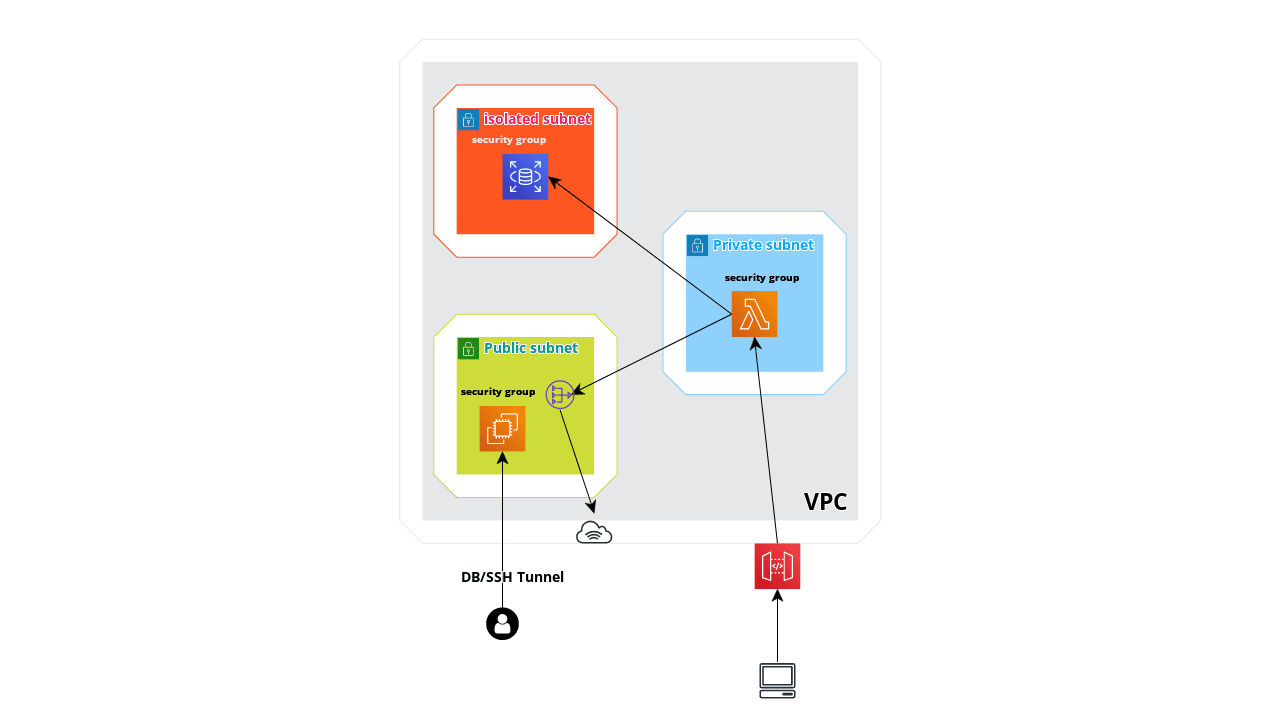 isolated subnet
security group
Private subnet
security group
Public subnet
security group
VPC
DB/SSH Tunnel